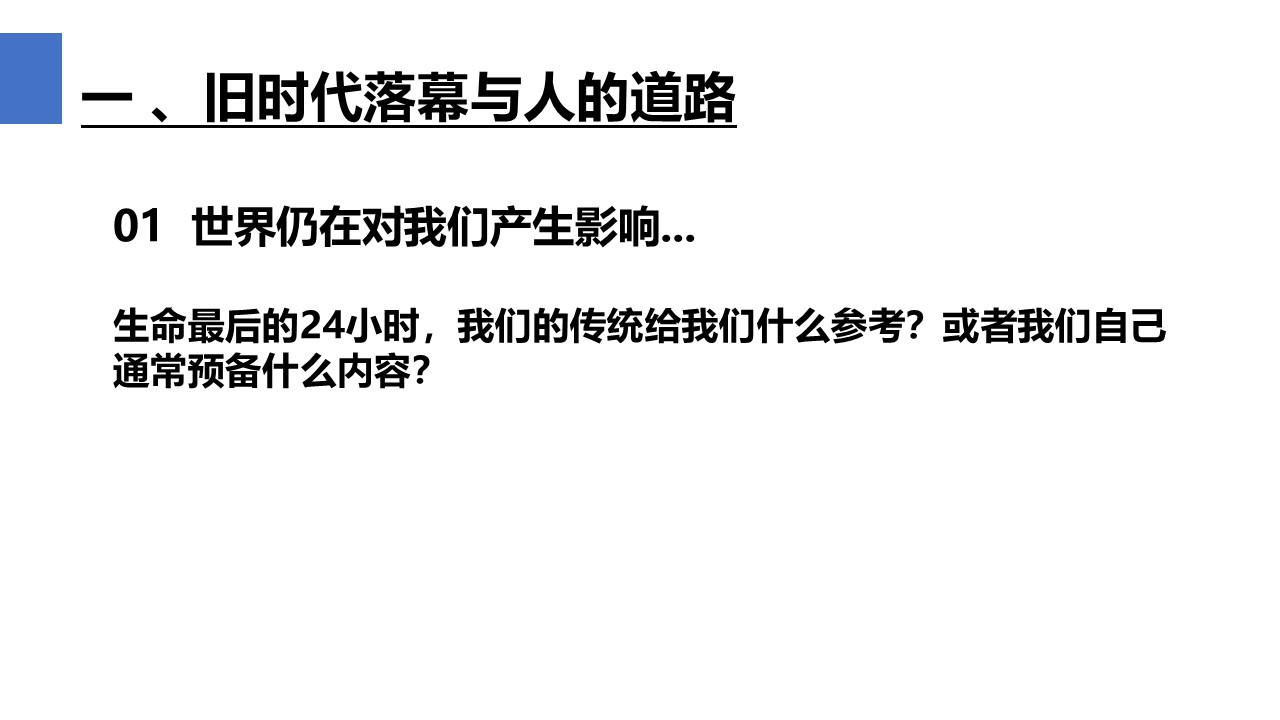 一 、旧时代落幕与人的道路
01 世界仍在对我们产生影响...
生命最后的24小时，我们的传统给我们什么参考？或者我们自己
通常预备什么内容？